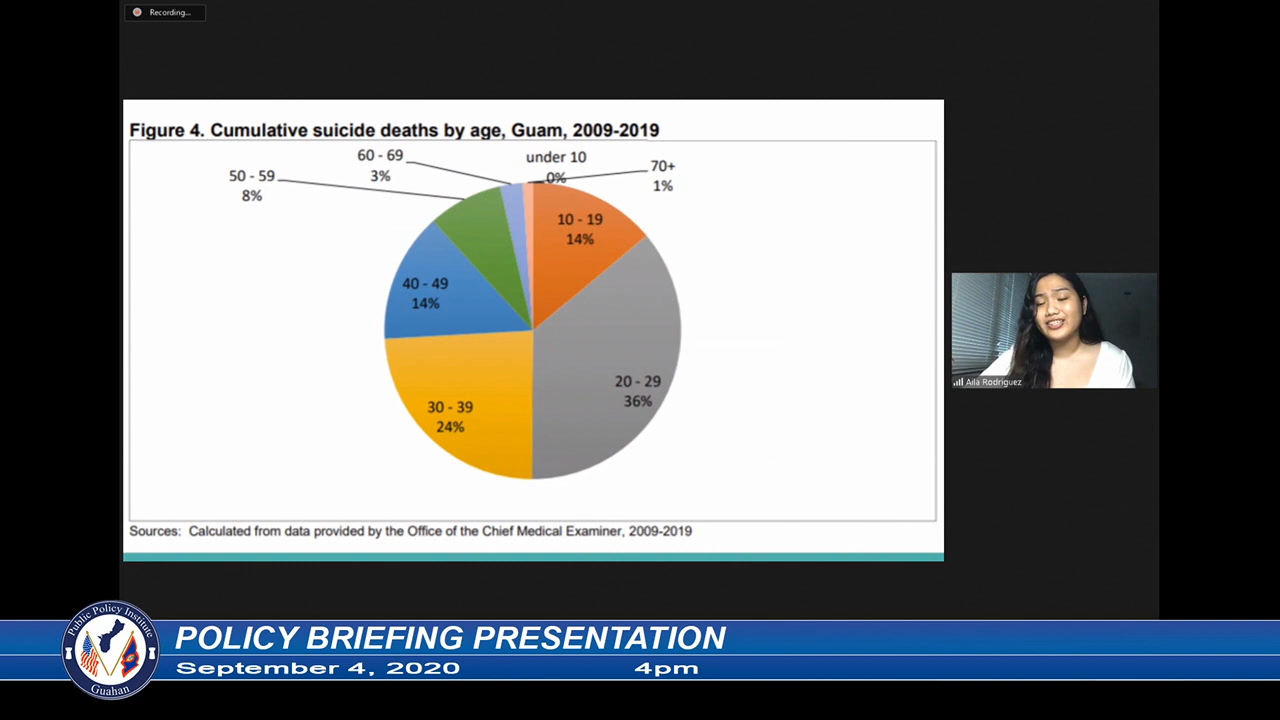 Recording...
Figure 4. Cumulative suicide deaths by age, Guam, 2009-2019
under 10
0%
70+
1%
60 - 69
3%
50 - 59
8%
10 - 19
14%
40 - 49
14%
20 - 29
36%
30 - 39
24%
Sources: Calculated from data provided by the Office of the Chief Medical Examiner, 2009-2019
Aila Rodriguez
Public Policy Institute
Guahan
POLICY BRIEFING PRESENTATION
September 4, 2020 4pm